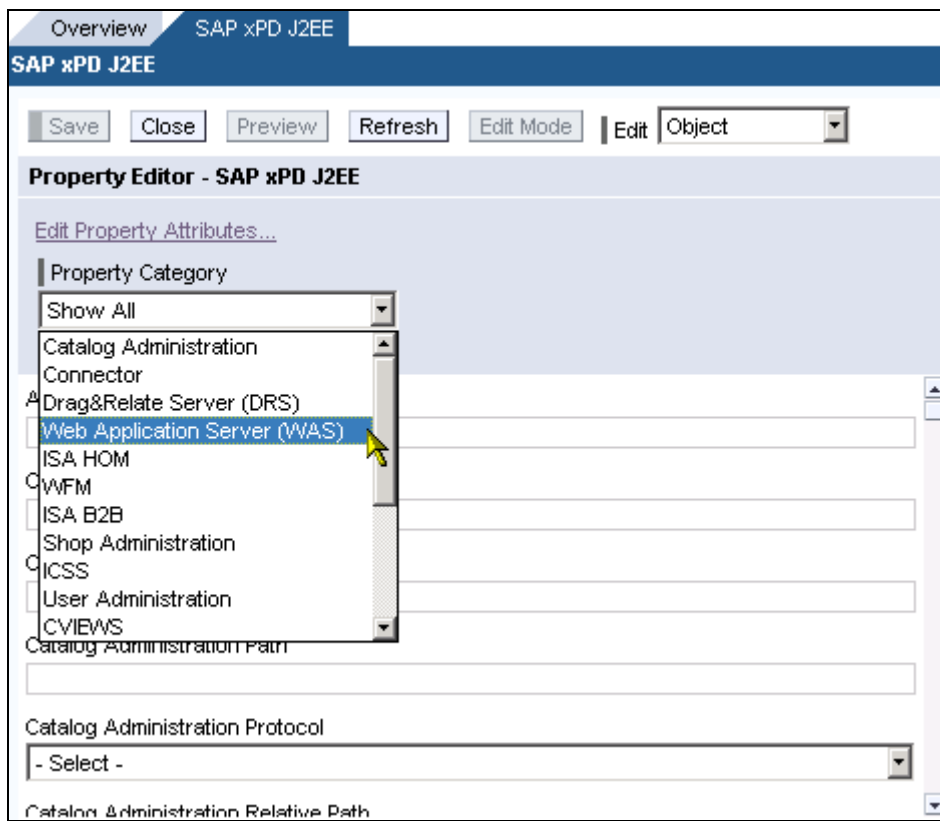 Overview SAP xPD J2EE
SAP xPD J2EE
Save Close Preview Refresh Edit Mode Edit Object
Property Editor - SAP xPD J2EE
Edit Property Attributes...
Property Category
Show All
Catalog Administration
Connector
Drag&Relate Server (DRS)
Web Application Server (WAS)
ISA HOM
WFM
ISA B2B
Shop Administration
ICSS
User Administration
CVIEWS
Catalog Administration Path
Catalog Administration Protocol
- Select -
Catalog Administration Relative Path